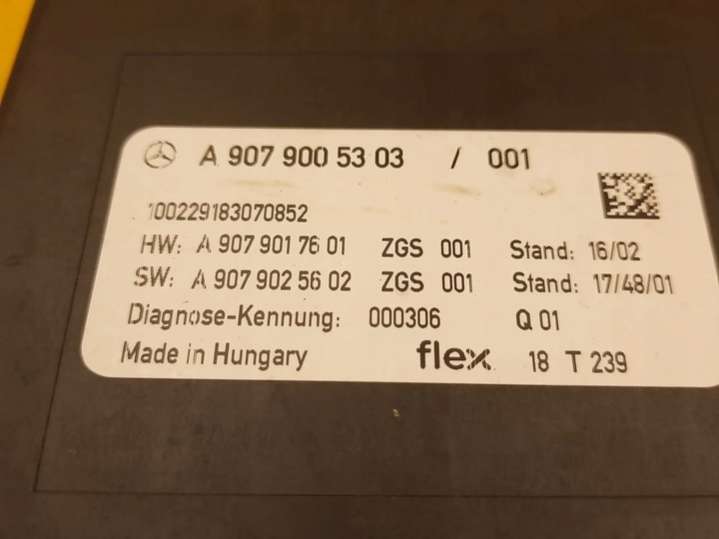 A 907 900 53 03 / 001
100229183070852
HW: A 907 901 76 01 ZGS 001 Stand: 16/02
SW: A 907 902 56 02 ZGS 001 Stand: 17/48/01
Diagnose-Kennung: 000306 Q 01
Made in Hungary flex 18 T 239